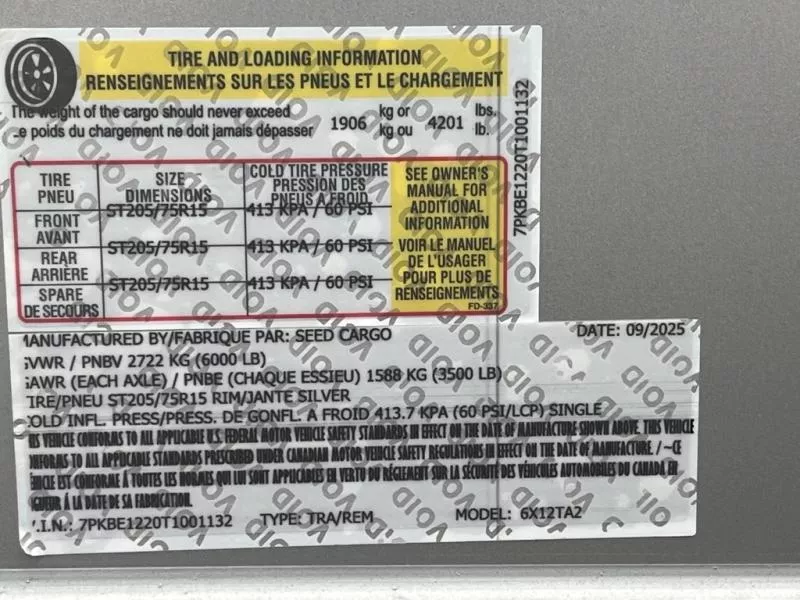 TIRE AND LOADING INFORMATION
RENSEIGNEMENTS SUR LES PNEUS ET LE CHARGEMENT
The weight of the cargo should never exceed 1906 kg or 4201 lbs.
e poids du chargement ne doit jamais dépasser kg ou lb.
TIRE PNEU
SIZE DIMENSIONS
COLD TIRE PRESSURE PRESSION DES PNEUS A FROID
SEE OWNER'S
MANUAL FOR
ADDITIONAL
INFORMATION
VOIR LE MANUEL
DE L'USAGER
POUR PLUS DE
RENSEIGNEMENTS
FRONT AVANT ST205/75R15 413 KPA / 60 PSI
REAR ARRIÈRE ST205/75R15 413 KPA / 60 PSI
SPARE DE SECOURS ST205/75R15 413 KPA / 60 PSI
FD-337
7PKBE1220T1001132
MANUFACTURED BY/FABRIQUE PAR: SEED CARGO DATE: 09/2025
GVWR / PNBV 2722 KG (6000 LB)
GAWR (EACH AXLE) / PNBE (CHAQUE ESSIEU) 1588 KG (3500 LB)
TIRE/PNEU ST205/75R15 RIM/JANTE SILVER
COLD INFL. PRESS/PRESS. DE GONFL. A FROID 413.7 KPA (60 PSI/LCP) SINGLE
THIS VEHICLE CONFORMS TO ALL APPLICABLE U.S. FEDERAL MOTOR VEHICLE SAFETY STANDARDS IN EFFECT ON THE DATE OF MANUFACTURE SHOWN ABOVE. THIS VEHICLE
CONFORMS TO ALL APPLICABLE STANDARDS PRESCRIBED UNDER CANADIAN MOTOR VEHICLE SAFETY REGULATIONS IN EFFECT ON THE DATE OF MANUFACTURE. / ~CE
VÉHICLE EST CONFORME À TOUTES LES NORMES QUI LUI SONT APPLICABLES EN VERTU DU RÉGLEMENT SUR LA SÉCURITÉ DES VÉHICULES AUTOMOBILES DU CANADA EN
VIGUEUR Á LA DATE DE SA FABRICATION.
V.I.N.: 7PKBE1220T1001132 TYPE: TRA/REM MODEL: 6X12TA2
VOID